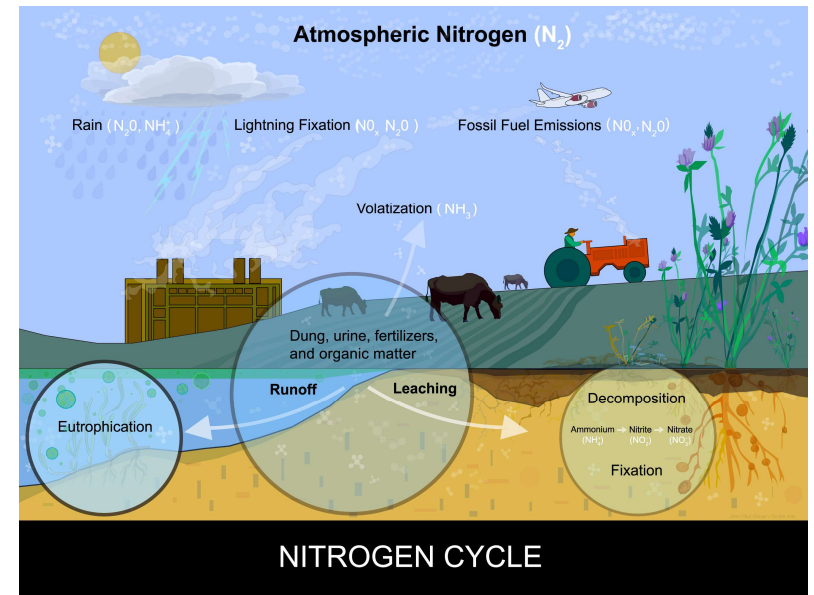 Atmospheric Nitrogen (N₂)
Rain (N₂0, NH₄⁺)
Lightning Fixation (N0ₓ N₂0)
Fossil Fuel Emissions (N0ₓ, N₂0)
Volatization (NH₃)
Dung, urine, fertilizers,
and organic matter
Runoff
Leaching
Eutrophication
Decomposition
Ammonium → Nitrite → Nitrate
(NH₄⁺) (NO₂⁻) (NO₃⁻)
Fixation
NITROGEN CYCLE